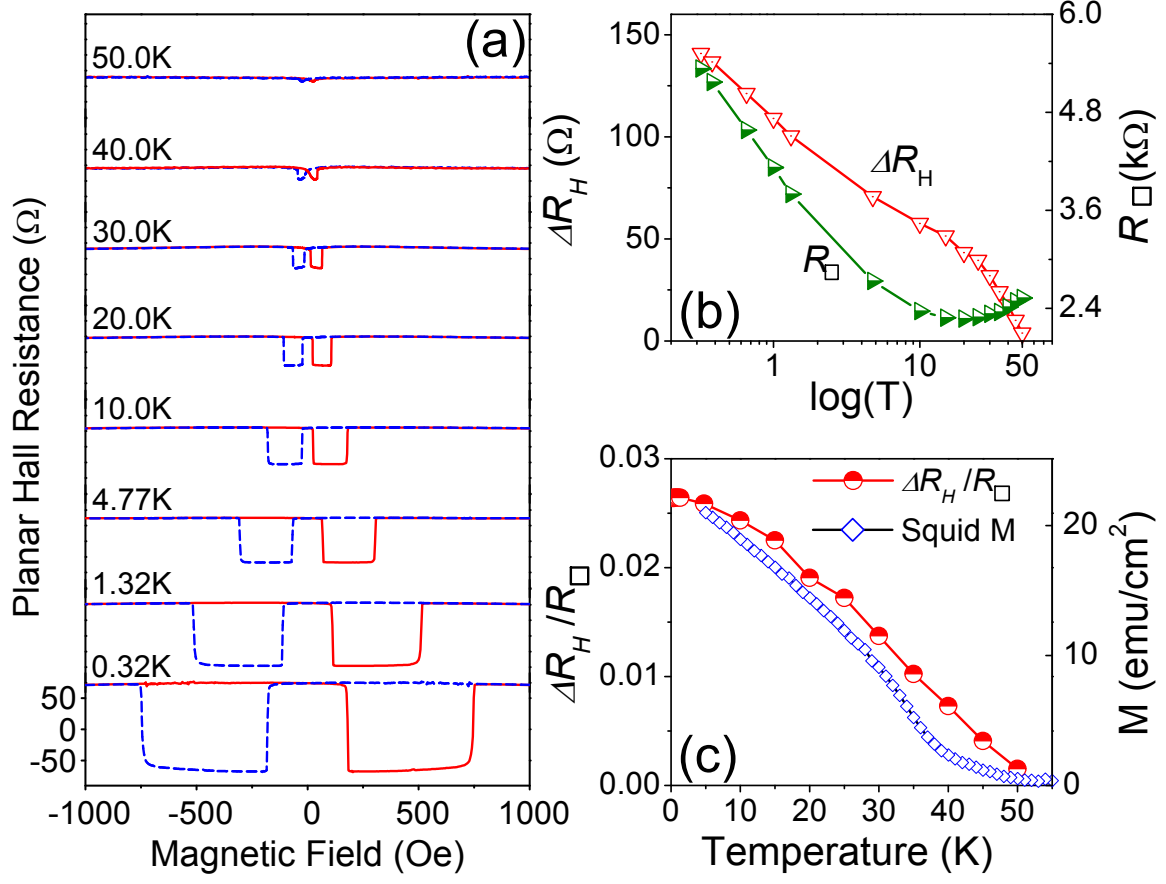 (a)
50.0K
40.0K
30.0K
20.0K
10.0K
4.77K
1.32K
0.32K
50
0
-50
-1000 -500 0 500 1000
Magnetic Field (Oe)
Planar Hall Resistance (Ω)
150
100
50
0
ΔR_H (Ω)
6.0
4.8
3.6
2.4
R□(kΩ)
ΔR_H
R□
(b)
1 10 50
log(T)
0.03
0.02
0.01
0.00
ΔR_H /R□
ΔR_H /R□
Squid M
20
10
0
M (emu/cm²)
(c)
0 10 20 30 40 50
Temperature (K)